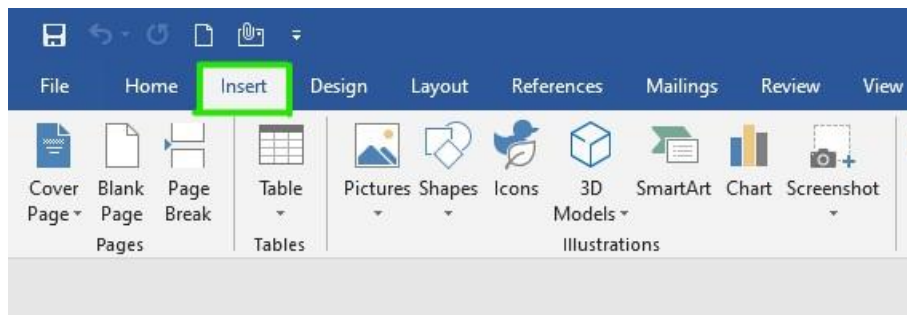 File Home Insert Design Layout References Mailings Review View
Cover Blank Page Table Pictures Shapes Icons 3D SmartArt Chart Screenshot
Page Page Break Models
Pages Tables Illustrations